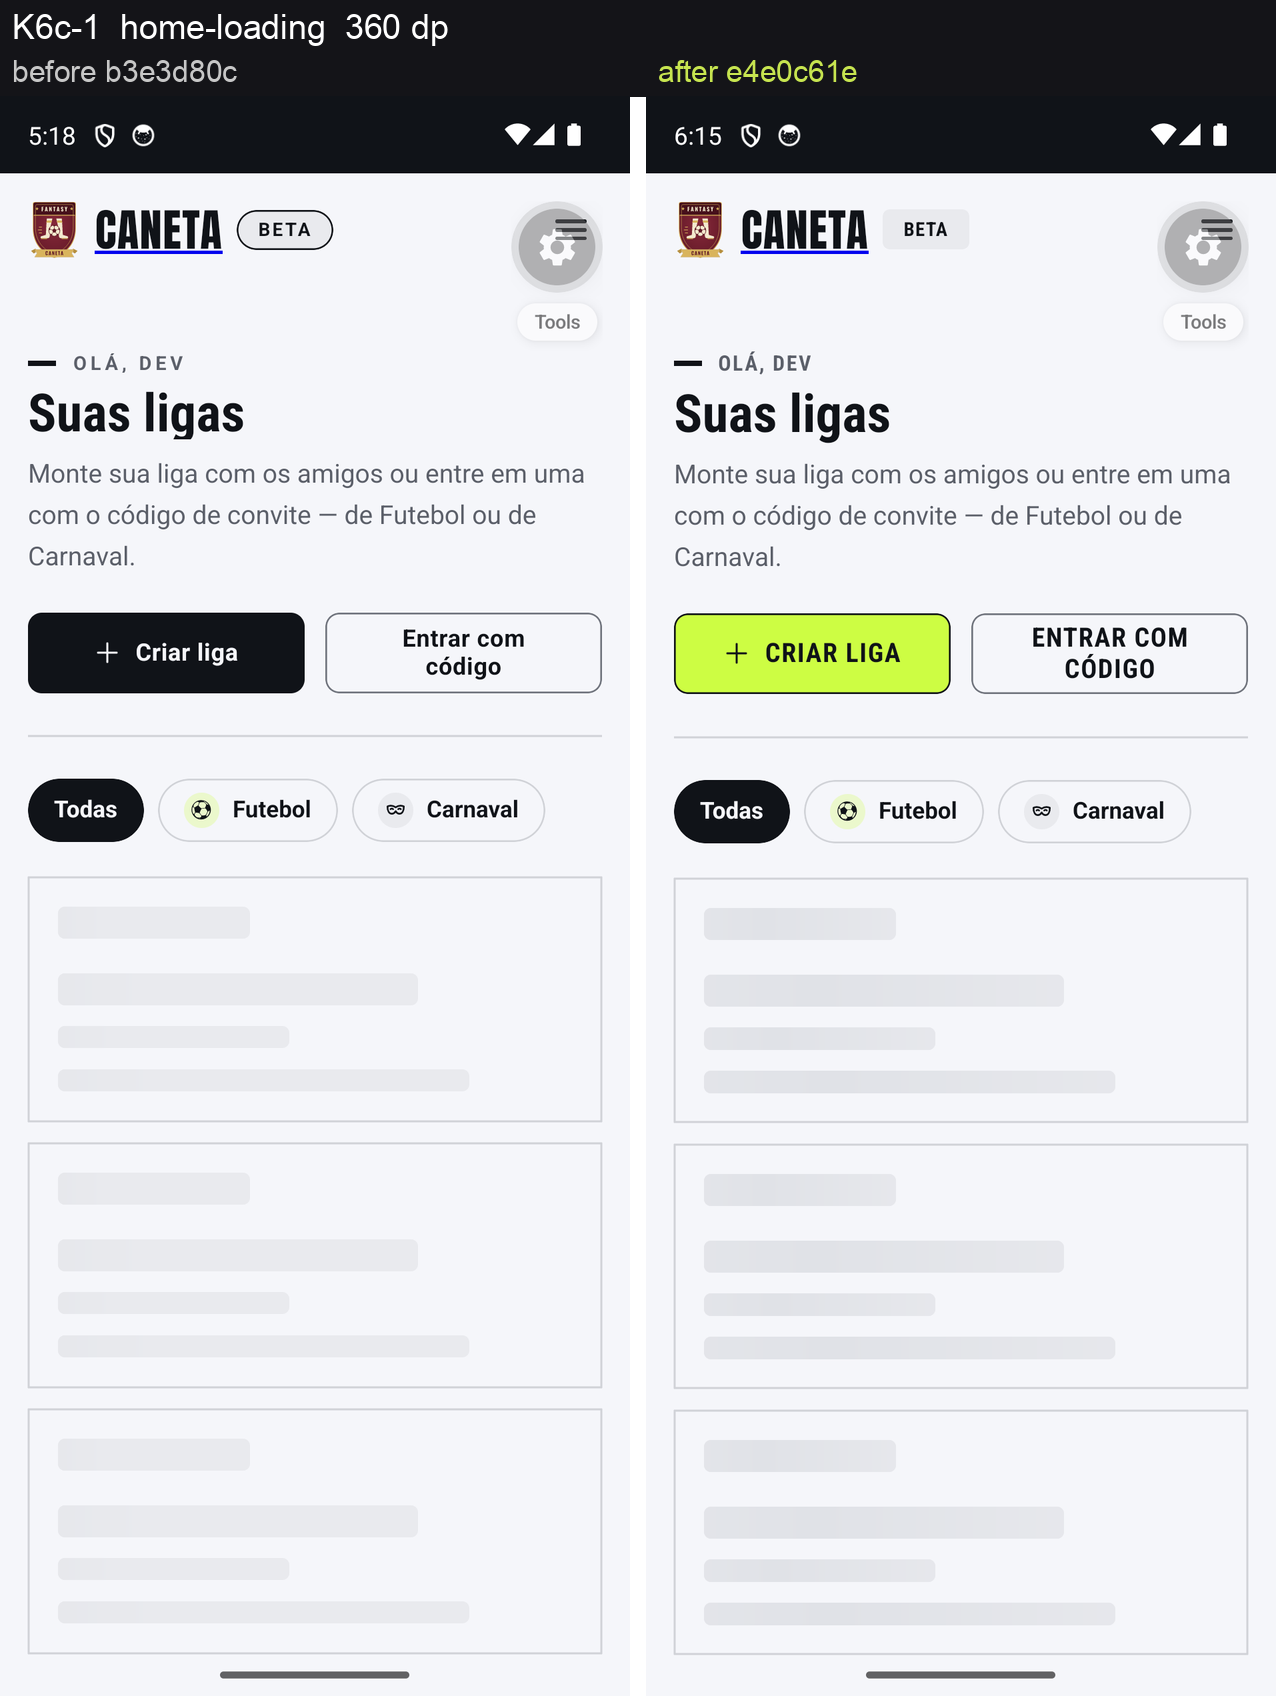 K6c-1 home-loading 360 dp
before b3e3d80c
after e4e0c61e
5:18
FANTASY
CANETA
CANETA
BETA
Tools
OLÁ, DEV
Suas ligas
Monte sua liga com os amigos ou entre em uma
com o código de convite — de Futebol ou de
Carnaval.
Criar liga
Entrar com
código
Todas
Futebol
Carnaval
6:15
FANTASY
CANETA
CANETA
BETA
Tools
OLÁ, DEV
Suas ligas
Monte sua liga com os amigos ou entre em uma
com o código de convite — de Futebol ou de
Carnaval.
CRIAR LIGA
ENTRAR COM
CÓDIGO
Todas
Futebol
Carnaval